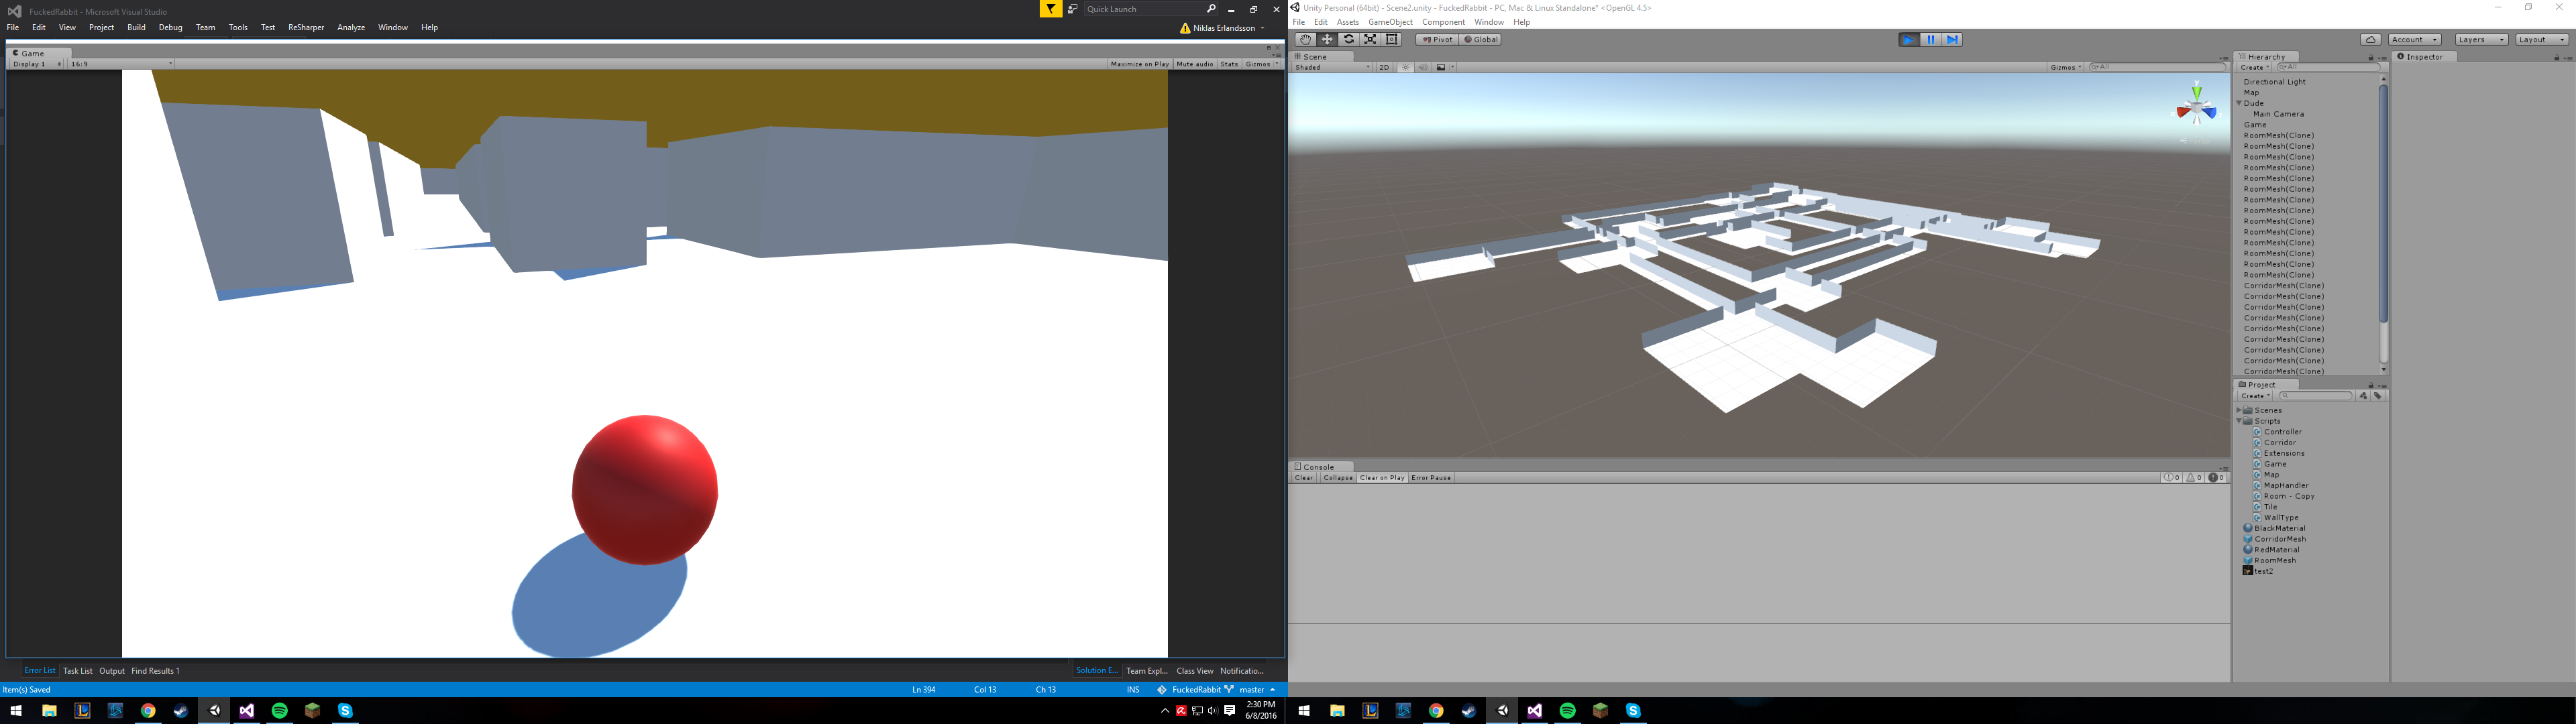 FuckedRabbit - Microsoft Visual Studio
Quick Launch
File Edit View Project Build Debug Team Tools Test ReSharper Analyze Window Help
Niklas Erlandsson
Game
Display 1 16:9 Maximize on Play Mute audio Stats Gizmos
Error List Task List Output Find Results 1
Solution E... Team Expl... Class View Notificatio...
Item(s) Saved Ln 394 Col 13 Ch 13 INS FuckedRabbit master
2:30 PM
6/8/2016
Unity Personal (64bit) - Scene2.unity - FuckedRabbit - PC, Mac & Linux Standalone* <OpenGL 4.5>
File Edit Assets GameObject Component Window Help
Pivot Global Account Layers Layout
Scene
Shaded 2D Gizmos All
Console
Clear Collapse Clear on Play Error Pause 0 0 0
Hierarchy
Create All
Directional Light
Map
Dude
Main Camera
Game
RoomMesh(Clone)
RoomMesh(Clone)
RoomMesh(Clone)
RoomMesh(Clone)
RoomMesh(Clone)
RoomMesh(Clone)
RoomMesh(Clone)
RoomMesh(Clone)
RoomMesh(Clone)
RoomMesh(Clone)
RoomMesh(Clone)
RoomMesh(Clone)
RoomMesh(Clone)
RoomMesh(Clone)
CorridorMesh(Clone)
CorridorMesh(Clone)
CorridorMesh(Clone)
CorridorMesh(Clone)
CorridorMesh(Clone)
CorridorMesh(Clone)
CorridorMesh(Clone)
CorridorMesh(Clone)
CorridorMesh(Clone)
Project
Create
Scenes
Scripts
Controller
Corridor
Extensions
Game
Map
MapHandler
Room - Copy
Tile
WallType
BlackMaterial
CorridorMesh
RedMaterial
RoomMesh
test2
Inspector